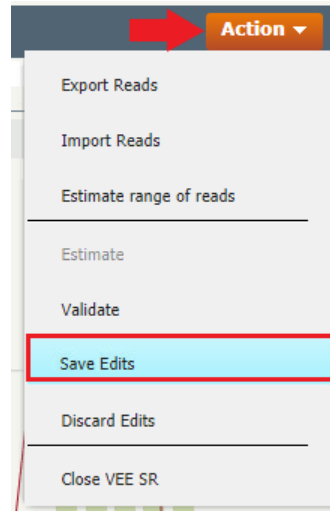 Action
Export Reads
Import Reads
Estimate range of reads
Estimate
Validate
Save Edits
Discard Edits
Close VEE SR